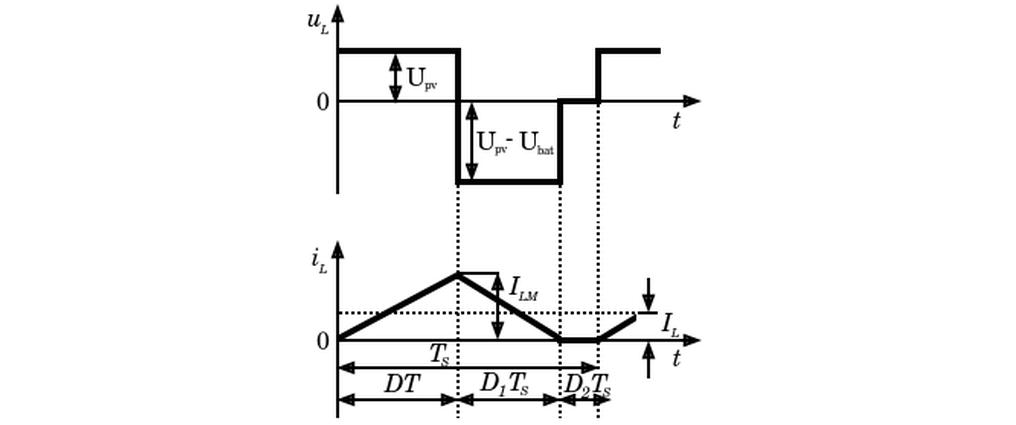 u_L
U_pv
0
t
U_pv - U_bat
i_L
I_LM
I_L
0
t
T_S
DT D_1T_S D_2T_S